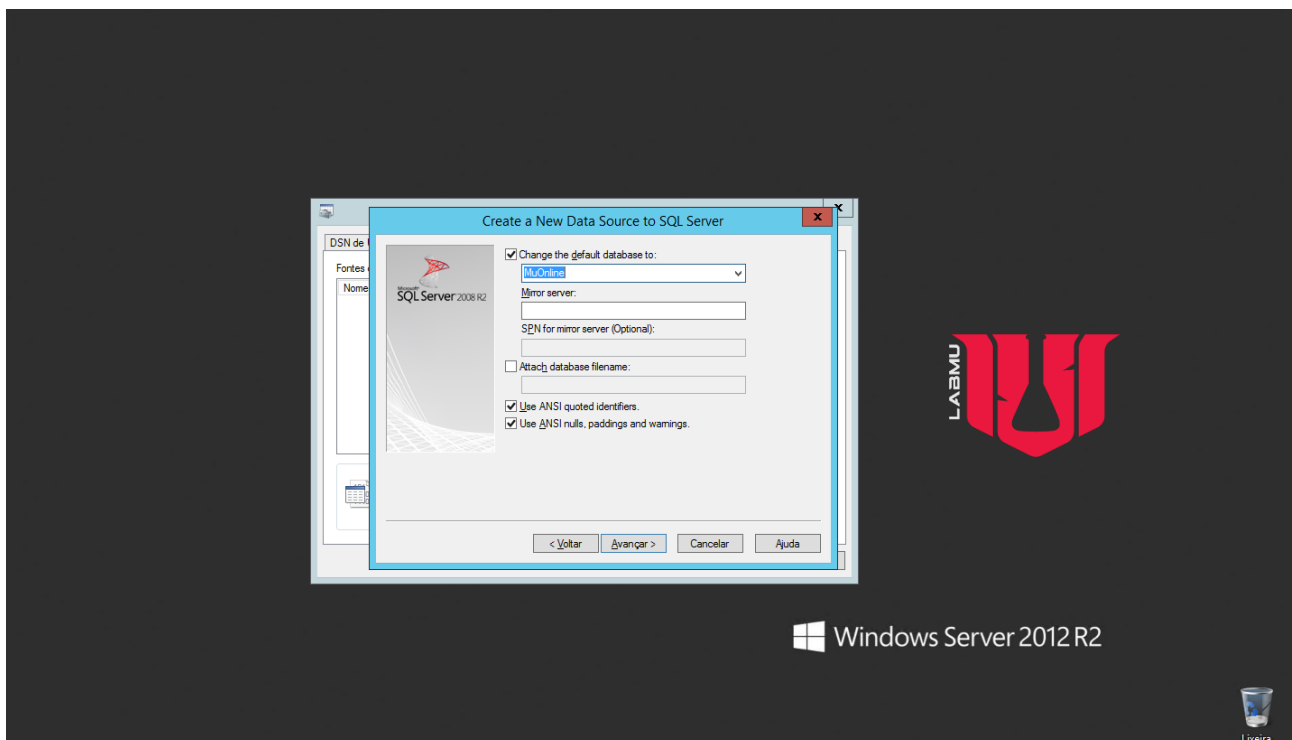 Create a New Data Source to SQL Server
x
x
DSN de
Fontes
Nome
Microsoft
SQL Server 2008 R2
Change the default database to:
MuOnline
Mirror server:
SPN for mirror server (Optional):
Attach database filename:
Use ANSI quoted identifiers.
Use ANSI nulls, paddings and warnings.
< Voltar
Avançar >
Cancelar
Ajuda
LABMU
Windows Server 2012 R2
Lixeira